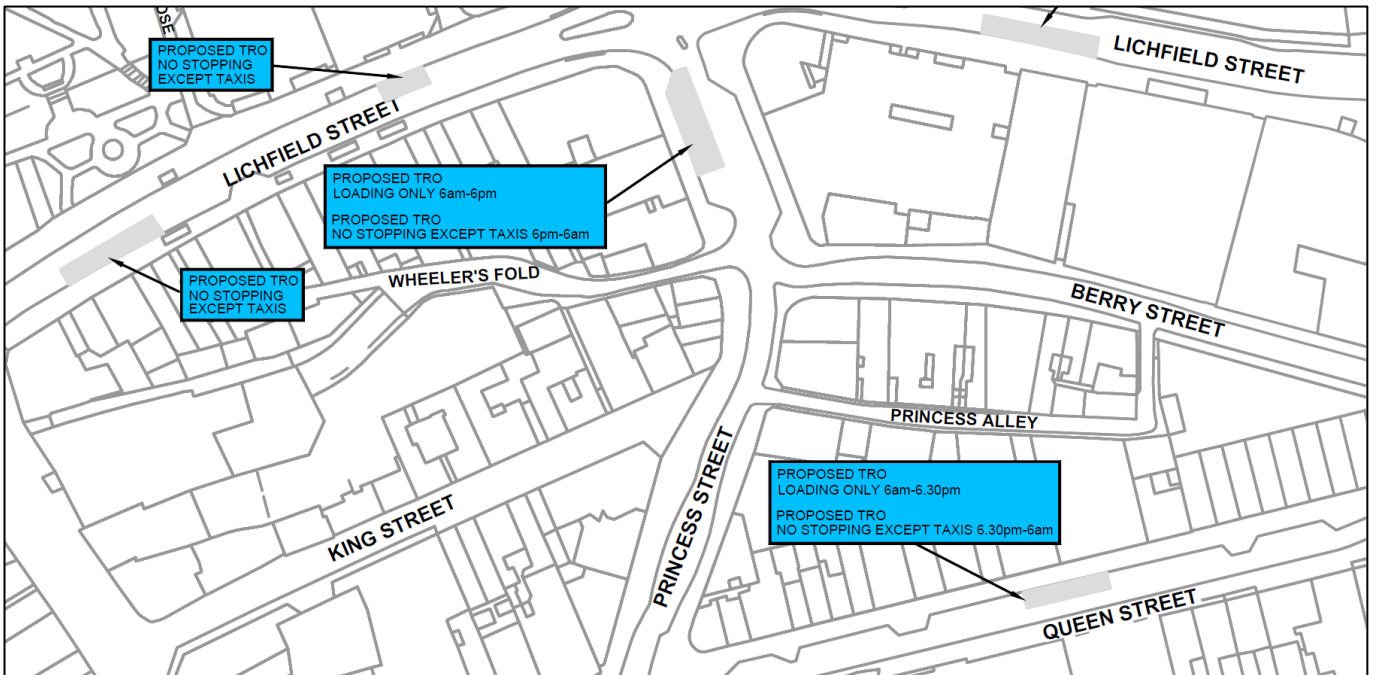 OSE
PROPOSED TRO
NO STOPPING
EXCEPT TAXIS
LICHFIELD STREET
LICHFIELD STREET
PROPOSED TRO
LOADING ONLY 6am-6pm
PROPOSED TRO
NO STOPPING EXCEPT TAXIS 6pm-6am
PROPOSED TRO
NO STOPPING
EXCEPT TAXIS
WHEELER'S FOLD
BERRY STREET
PRINCESS ALLEY
PRINCESS STREET
KING STREET
PROPOSED TRO
LOADING ONLY 6am-6.30pm
PROPOSED TRO
NO STOPPING EXCEPT TAXIS 6.30pm-6am
QUEEN STREET